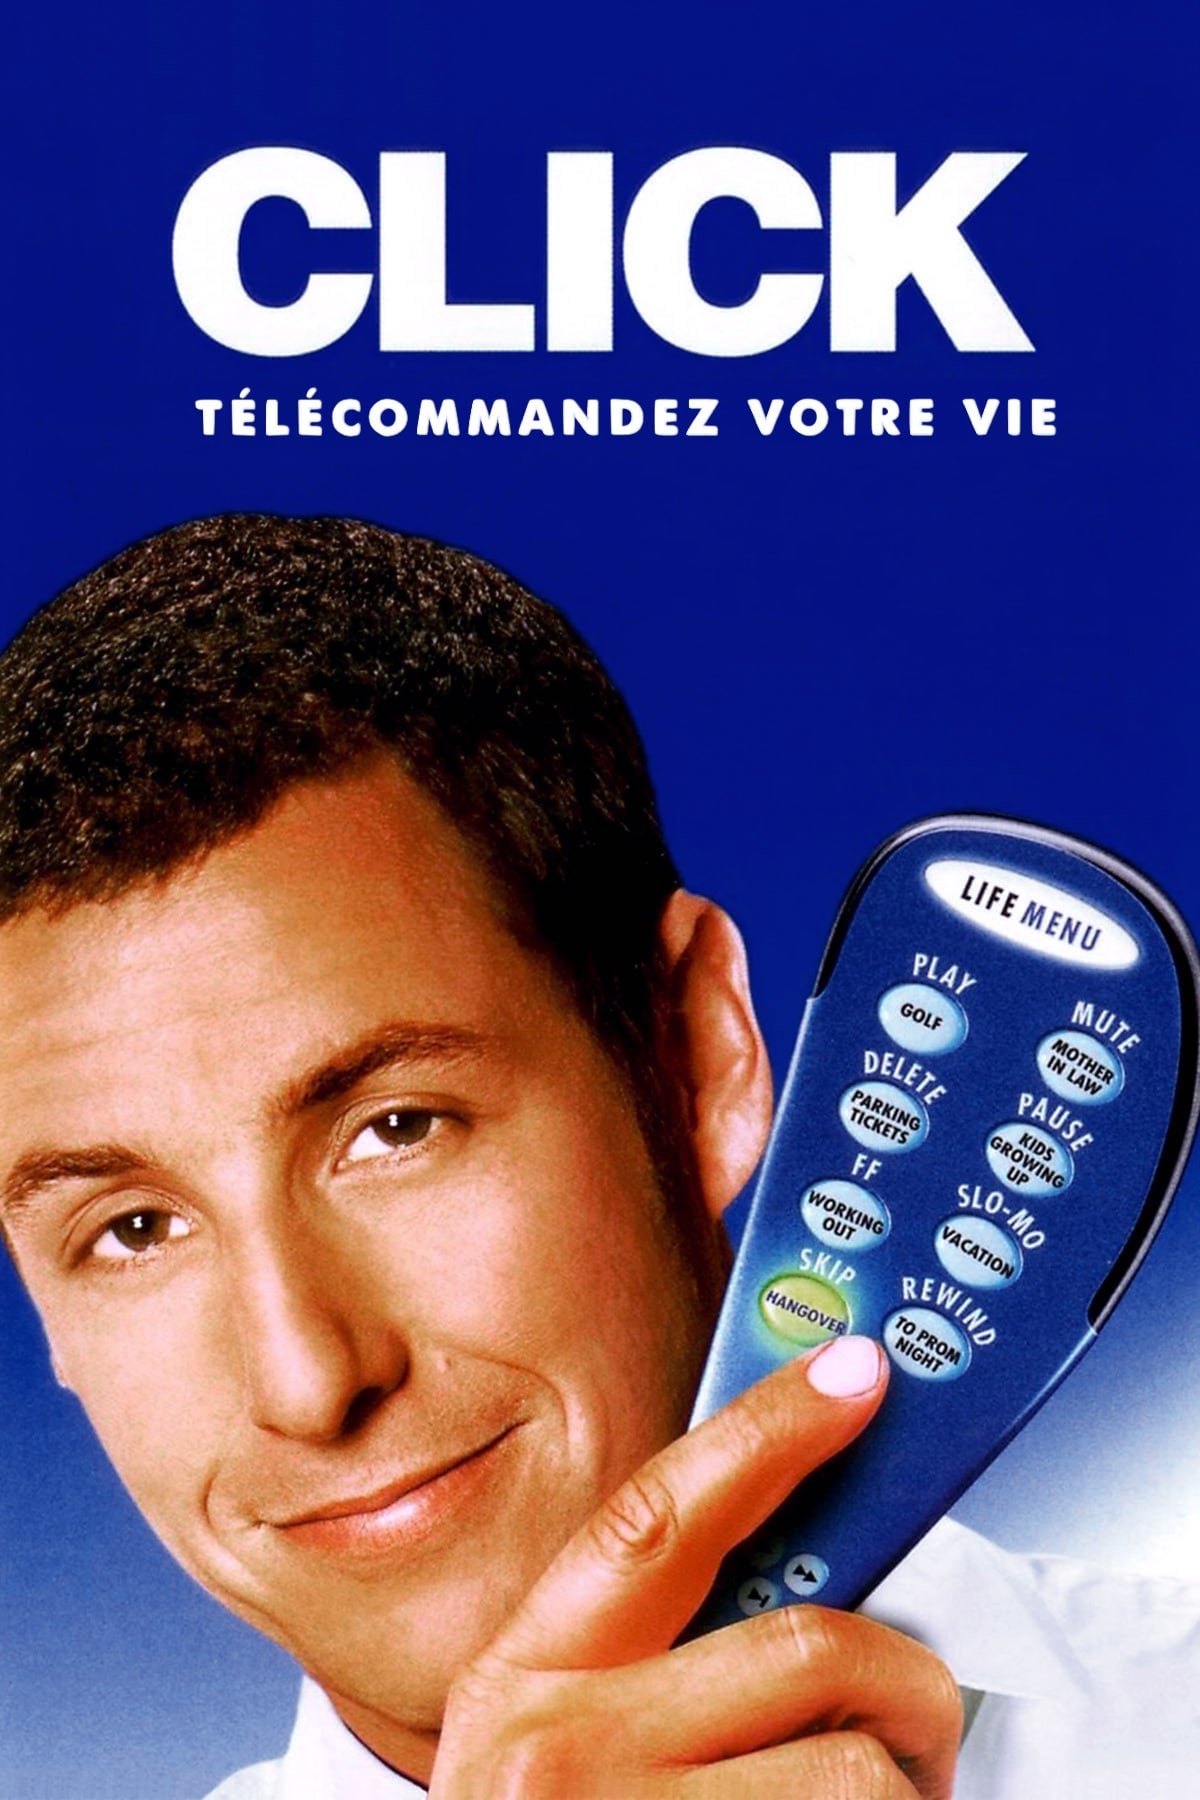 CLICK
TÉLÉCOMMANDEZ VOTRE VIE
LIFE MENU
PLAY
GOLF
MUTE
MOTHER
IN LAW
DELETE
PARKING
TICKETS
PAUSE
KIDS
GROWING
UP
FF
WORKING
OUT
SLO-MO
VACATION
SKIP
HANGOVER
REWIND
TO PROM
NIGHT